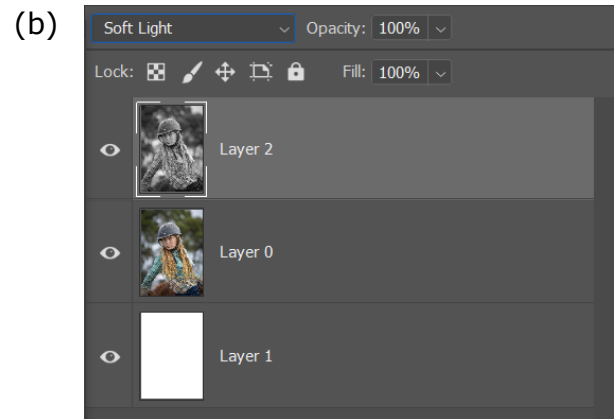 (b)
Soft Light Opacity: 100%
Lock: Fill: 100%
Layer 2
Layer 0
Layer 1